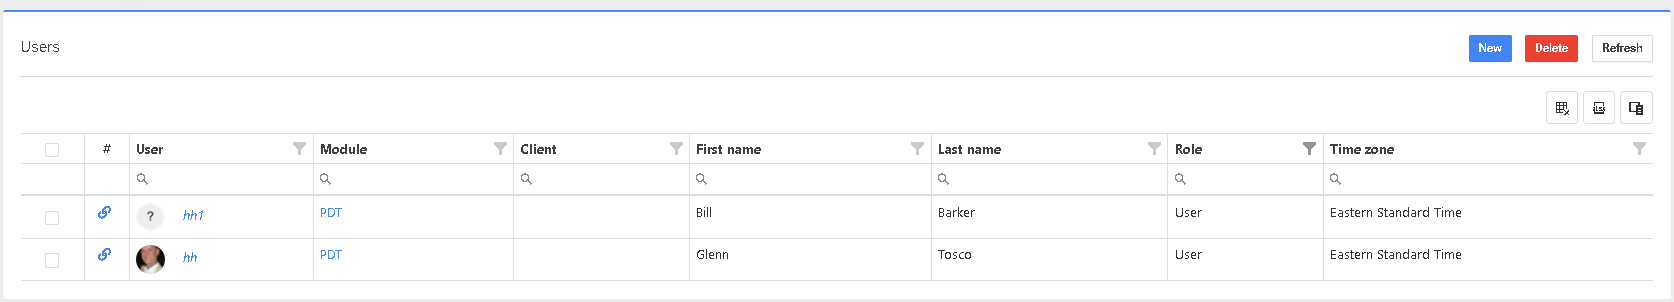 Users
New Delete Refresh
# User Module Client First name Last name Role Time zone
? hh1 PDT Bill Barker User Eastern Standard Time
hh PDT Glenn Tosco User Eastern Standard Time